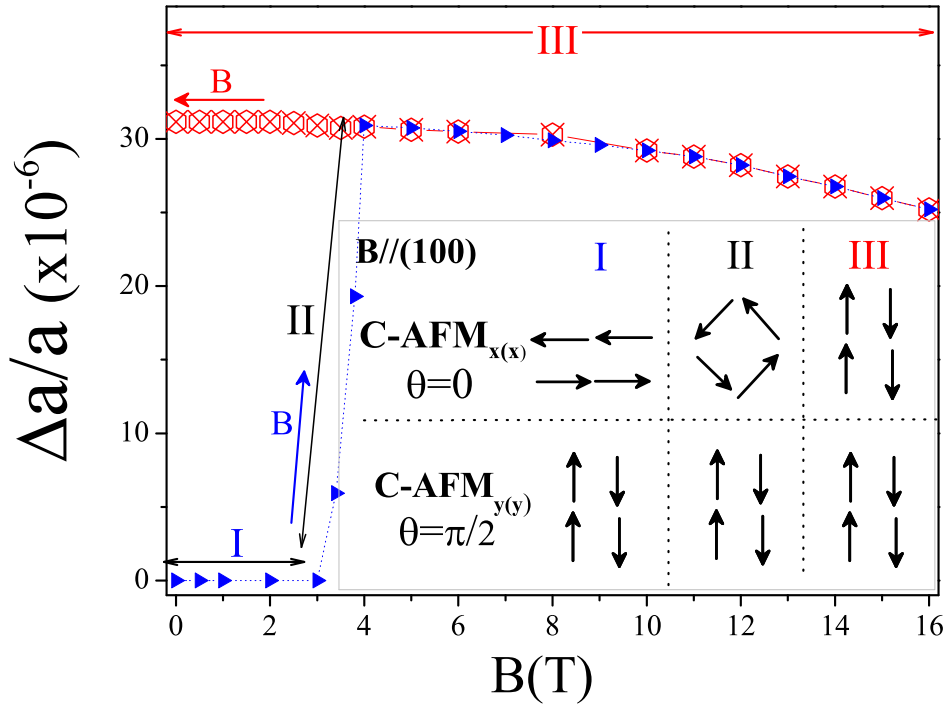 III
B
II
B
I
30
20
10
0
Δa/a (x10⁻⁶)
B//(100)
I
II
III
C-AFMx(x)
θ=0
C-AFMy(y)
θ=π/2
0
2
4
6
8
10
12
14
16
B(T)